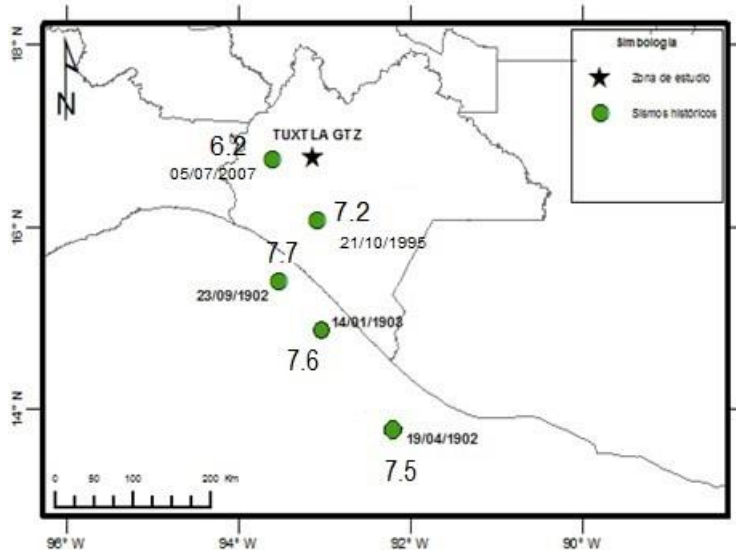 Simbología
Zona de estudio
Sismos históricos
18° N
16° N
14° N
N
TUXTLA GTZ
6.2
05/07/2007
7.2
21/10/1995
7.7
23/09/1902
14/01/1903
7.6
19/04/1902
7.5
0 50 100 200 Km
96° W 94° W 92° W 90° W